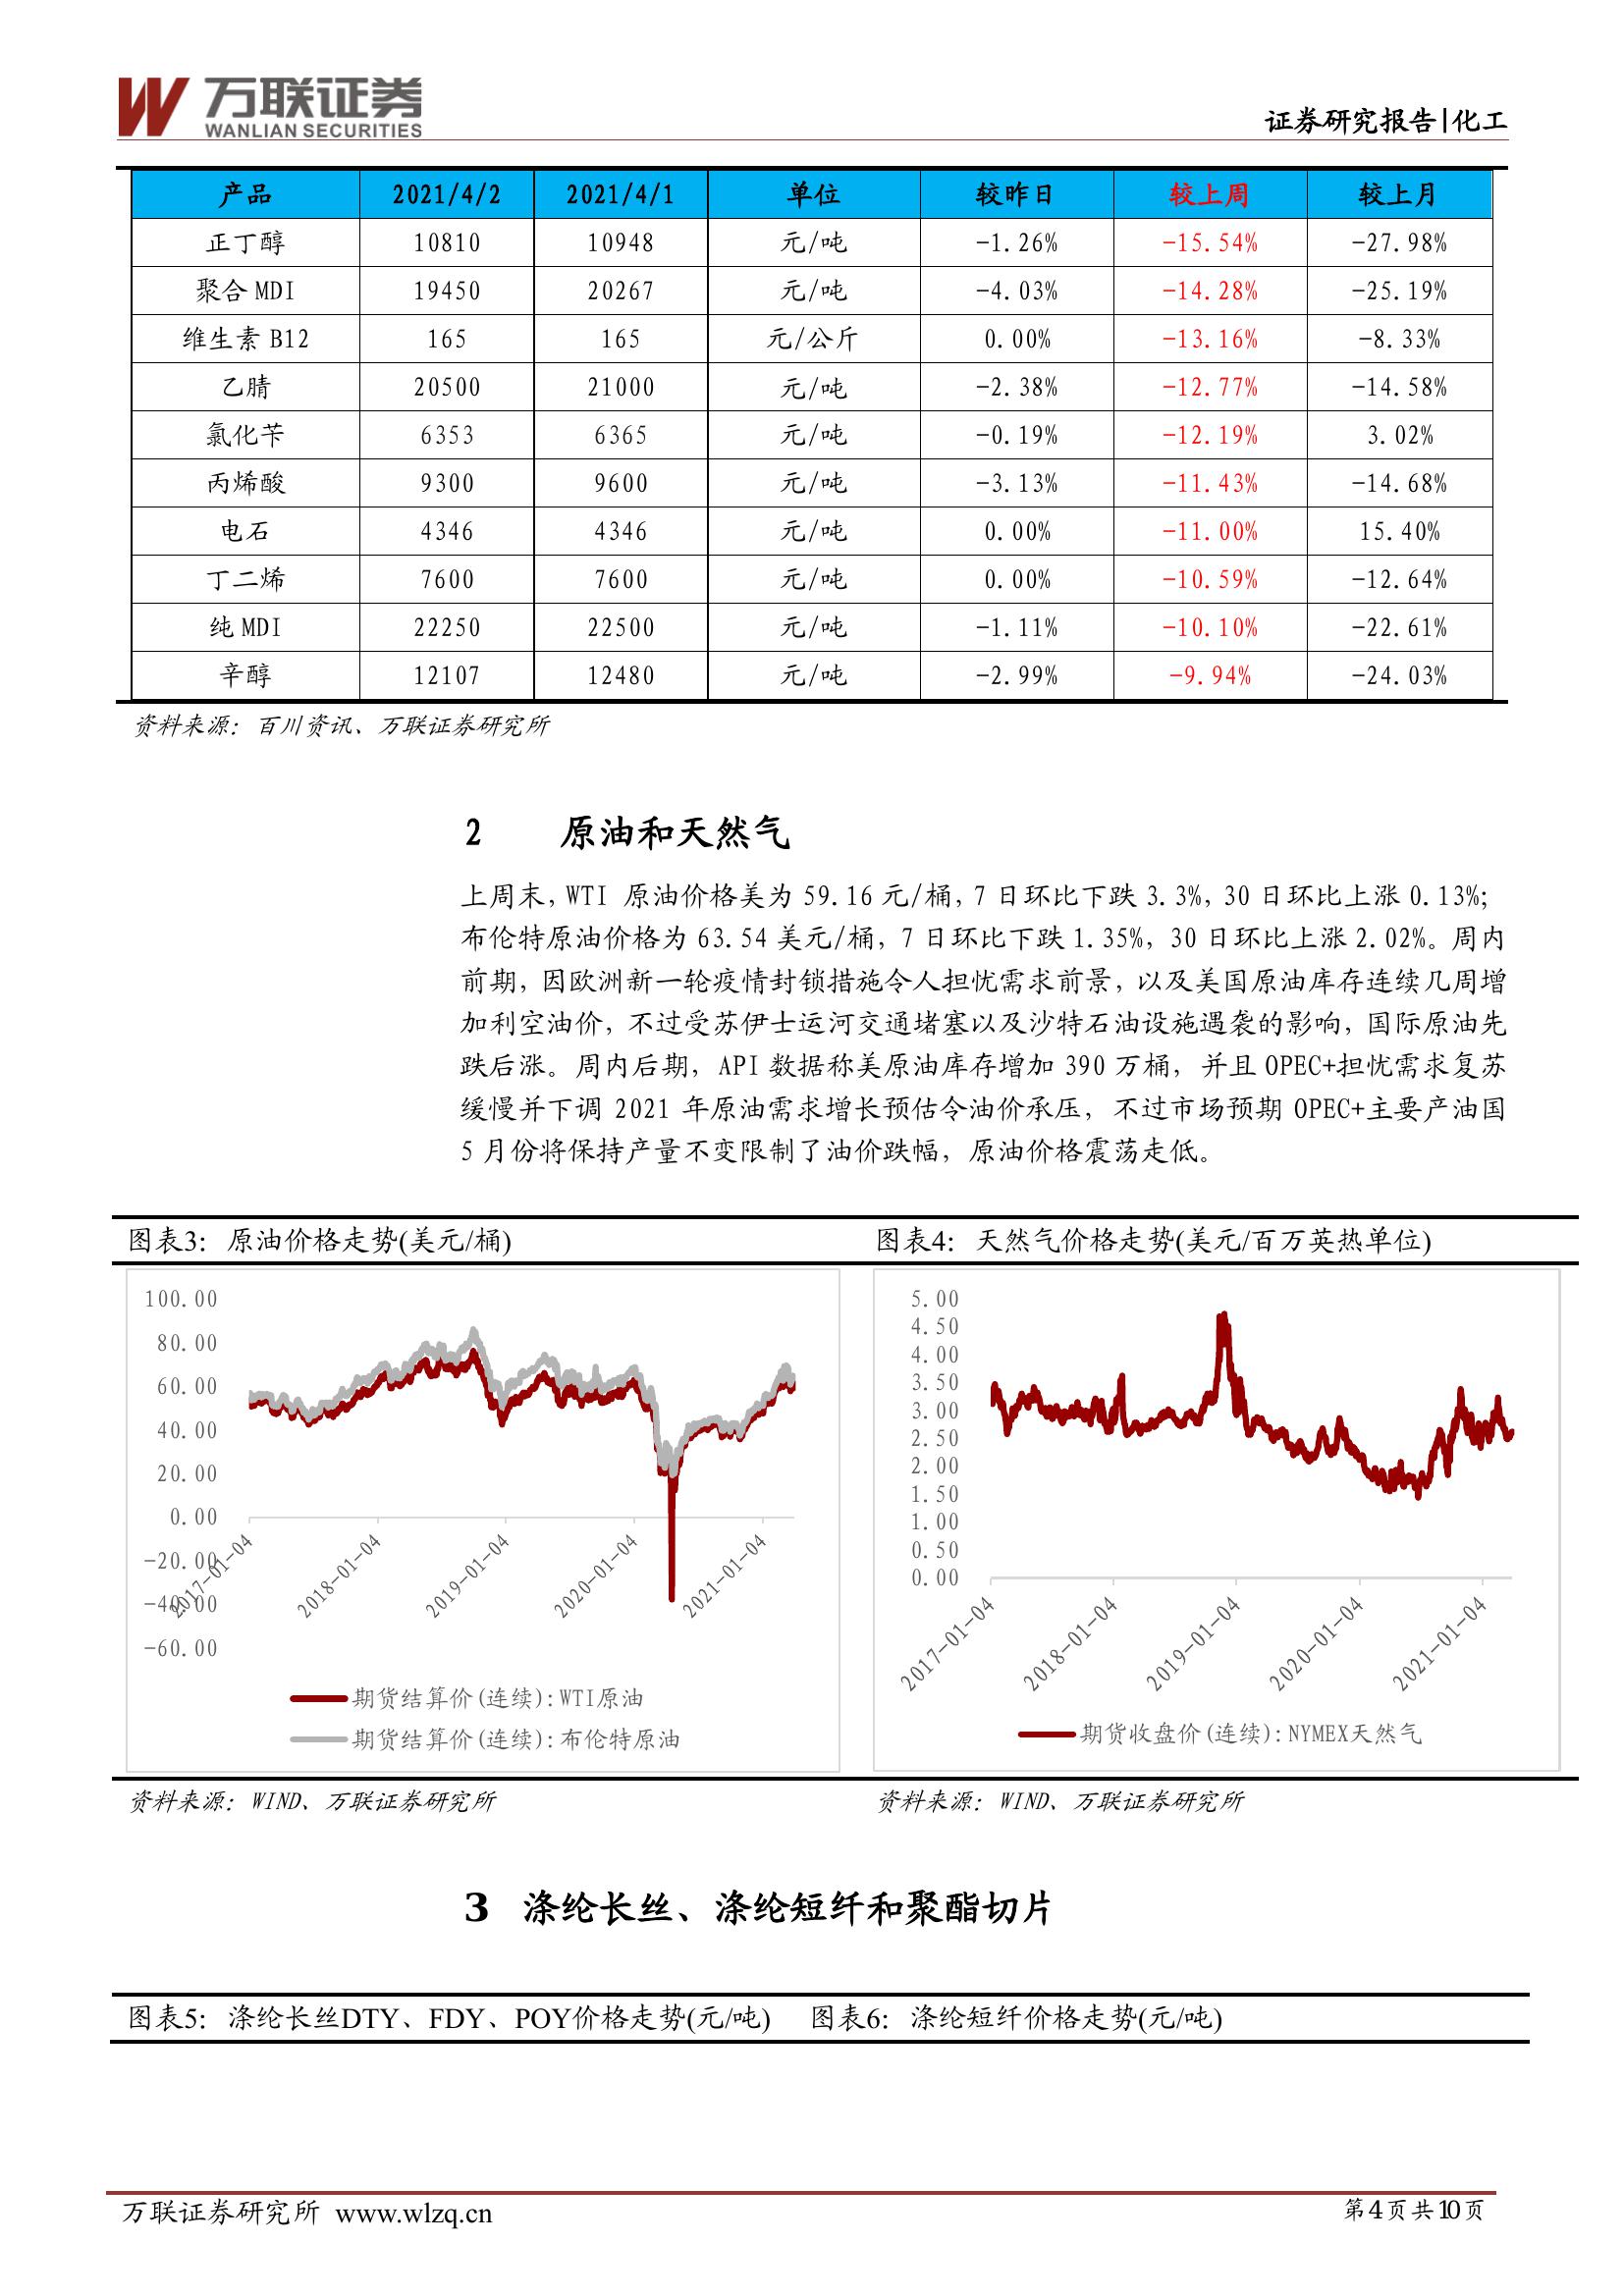 万联证券
WANLIAN SECURITIES
证券研究报告|化工
产品 2021/4/2 2021/4/1 单位 较昨日 较上周 较上月
正丁醇 10810 10948 元/吨 -1.26% -15.54% -27.98%
聚合 MDI 19450 20267 元/吨 -4.03% -14.28% -25.19%
维生素 B12 165 165 元/公斤 0.00% -13.16% -8.33%
乙腈 20500 21000 元/吨 -2.38% -12.77% -14.58%
氯化苄 6353 6365 元/吨 -0.19% -12.19% 3.02%
丙烯酸 9300 9600 元/吨 -3.13% -11.43% -14.68%
电石 4346 4346 元/吨 0.00% -11.00% 15.40%
丁二烯 7600 7600 元/吨 0.00% -10.59% -12.64%
纯 MDI 22250 22500 元/吨 -1.11% -10.10% -22.61%
辛醇 12107 12480 元/吨 -2.99% -9.94% -24.03%
资料来源：百川资讯、万联证券研究所
2 原油和天然气
上周末，WTI 原油价格美为 59.16 元/桶，7 日环比下跌 3.3%，30 日环比上涨 0.13%；
布伦特原油价格为 63.54 美元/桶，7 日环比下跌 1.35%，30 日环比上涨 2.02%。周内
前期，因欧洲新一轮疫情封锁措施令人担忧需求前景，以及美国原油库存连续几周增
加利空油价，不过受苏伊士运河交通堵塞以及沙特石油设施遇袭的影响，国际原油先
跌后涨。周内后期，API 数据称美原油库存增加 390 万桶，并且 OPEC+担忧需求复苏
缓慢并下调 2021 年原油需求增长预估令油价承压，不过市场预期 OPEC+主要产油国
5 月份将保持产量不变限制了油价跌幅，原油价格震荡走低。
图表3：原油价格走势(美元/桶)
100.00
80.00
60.00
40.00
20.00
0.00
-20.00
-40.00
-60.00
2017-01-04
2018-01-04
2019-01-04
2020-01-04
2021-01-04
期货结算价(连续):WTI原油
期货结算价(连续):布伦特原油
资料来源：WIND、万联证券研究所
图表4：天然气价格走势(美元/百万英热单位)
5.00
4.50
4.00
3.50
3.00
2.50
2.00
1.50
1.00
0.50
0.00
2017-01-04
2018-01-04
2019-01-04
2020-01-04
2021-01-04
期货收盘价(连续):NYMEX天然气
资料来源：WIND、万联证券研究所
3 涤纶长丝、涤纶短纤和聚酯切片
图表5：涤纶长丝DTY、FDY、POY价格走势(元/吨)
图表6：涤纶短纤价格走势(元/吨)
万联证券研究所 www.wlzq.cn
第4页共10页